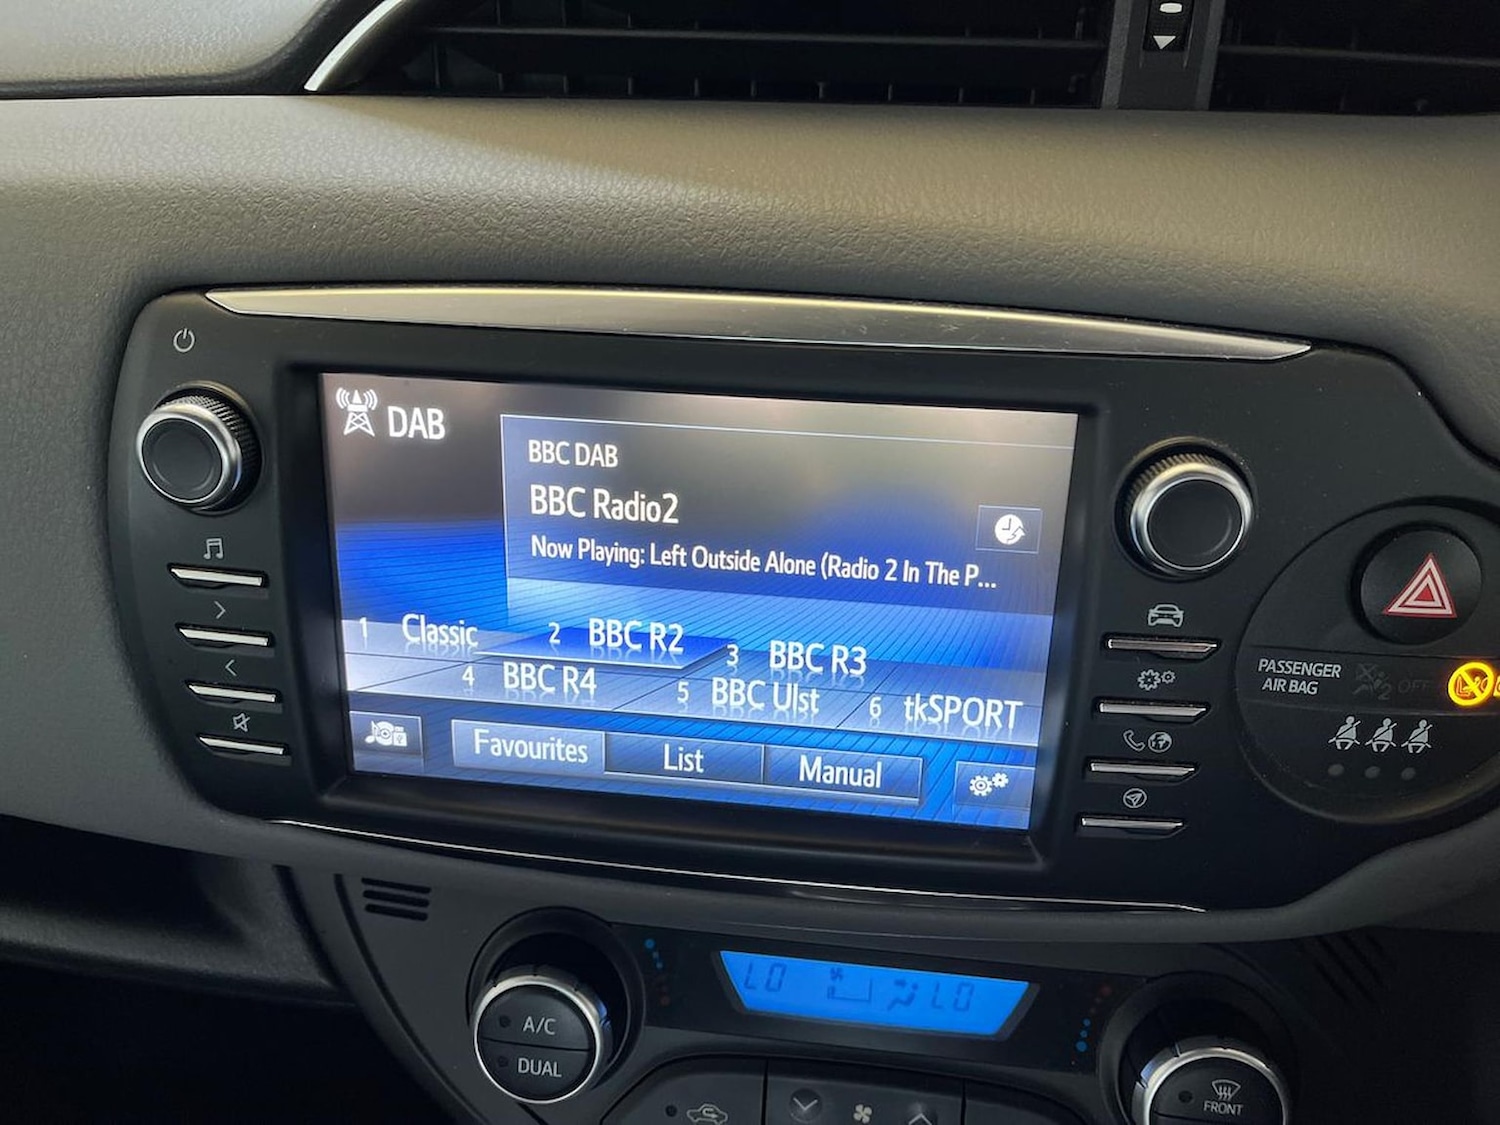 DAB
BBC DAB
BBC Radio2
Now Playing: Left Outside Alone (Radio 2 In The P...
1 Classic 2 BBC R2 3 BBC R3
4 BBC R4 5 BBC Ulst 6 tkSPORT
Favourites List Manual
PASSENGER
AIR BAG
2 OFF
LO LO
A/C
DUAL
FRONT